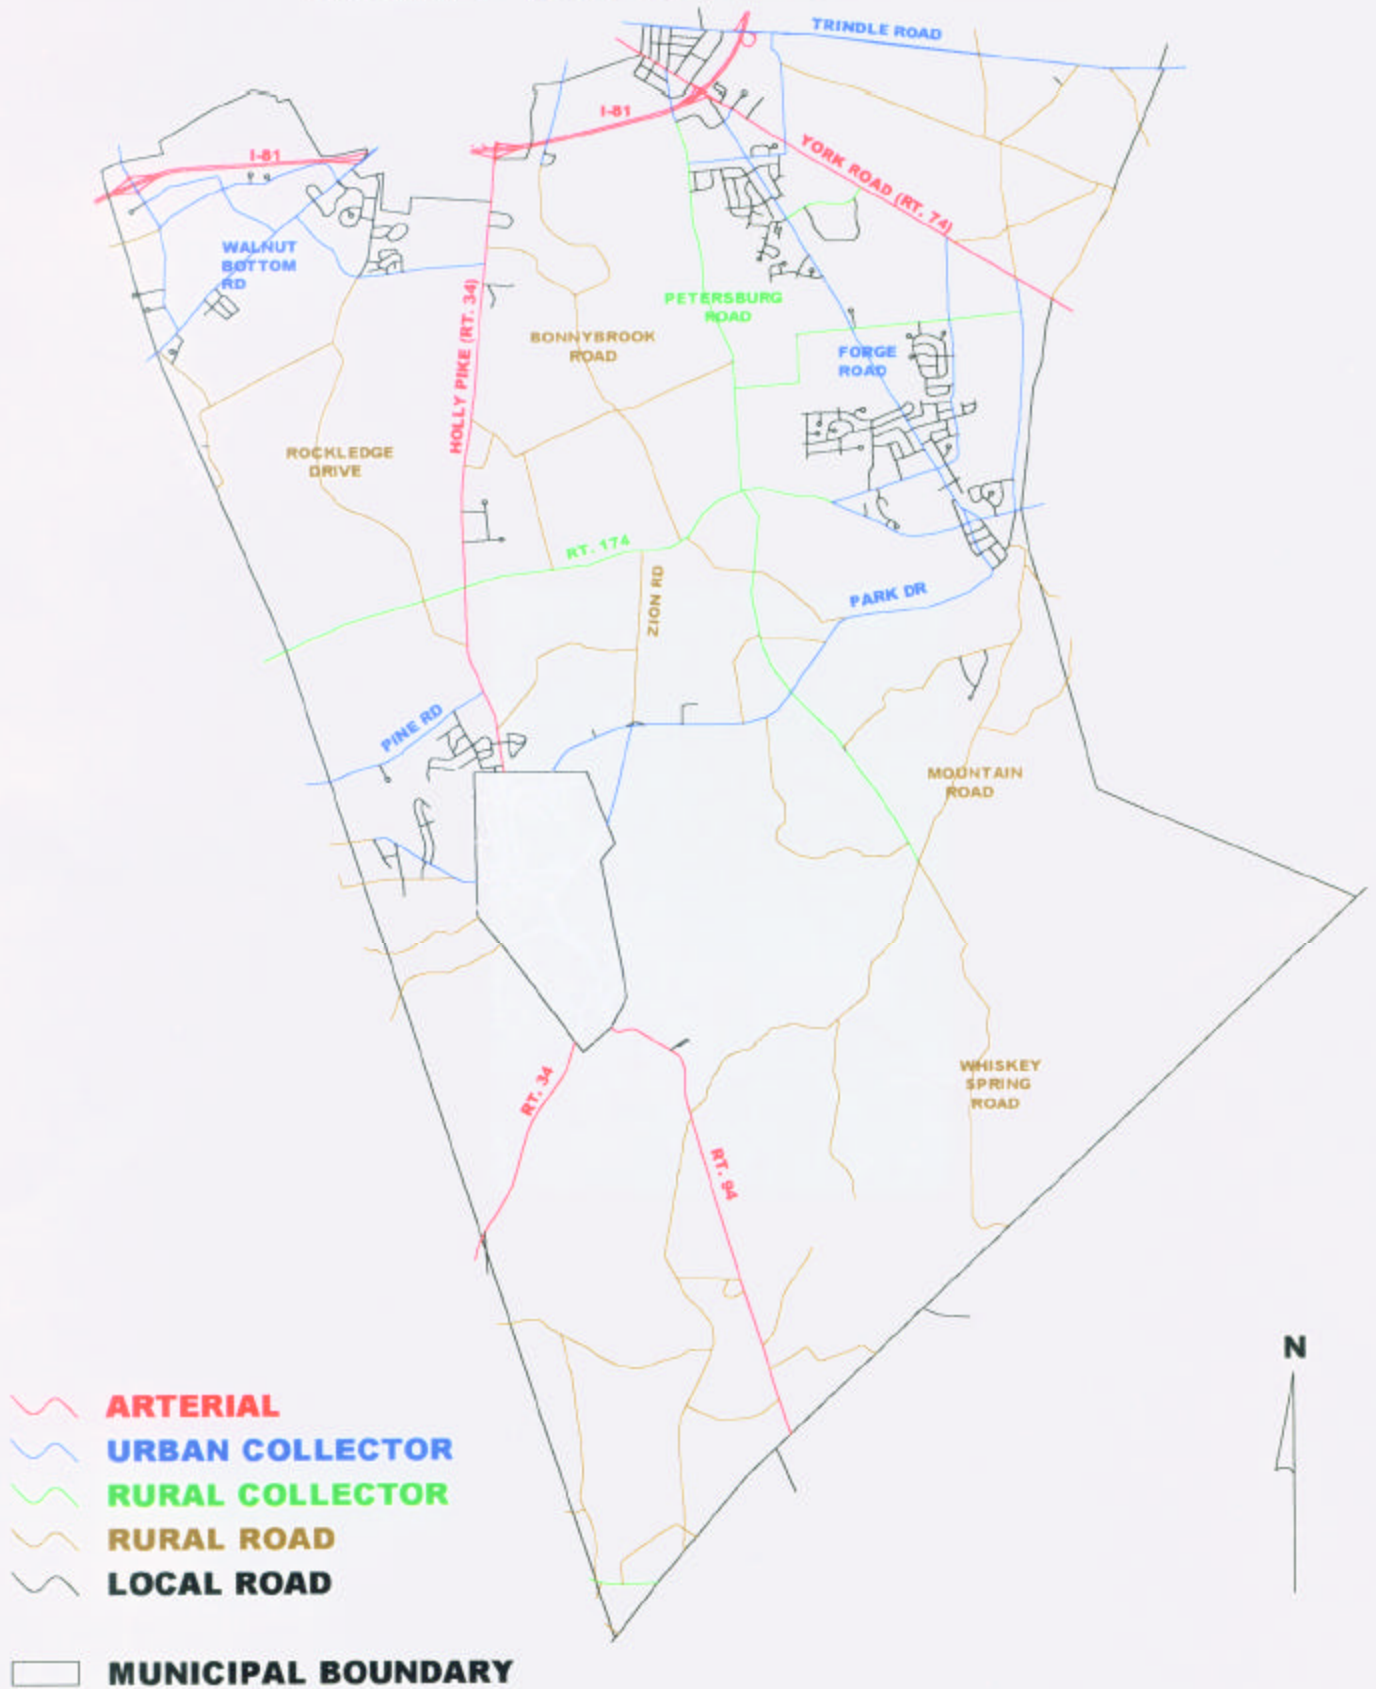 TRINDLE ROAD
I-81
I-81
YORK ROAD (RT. 74)
WALNUT
BOTTOM
RD
HOLLY PIKE (RT. 34)
PETERSBURG
ROAD
BONNYBROOK
ROAD
FORGE
ROAD
ROCKLEDGE
DRIVE
RT. 174
ZION RD
PARK DR
PINE RD
MOUNTAIN
ROAD
WHISKEY
SPRING
ROAD
RT. 34
RT. 94
N
ARTERIAL
URBAN COLLECTOR
RURAL COLLECTOR
RURAL ROAD
LOCAL ROAD
MUNICIPAL BOUNDARY